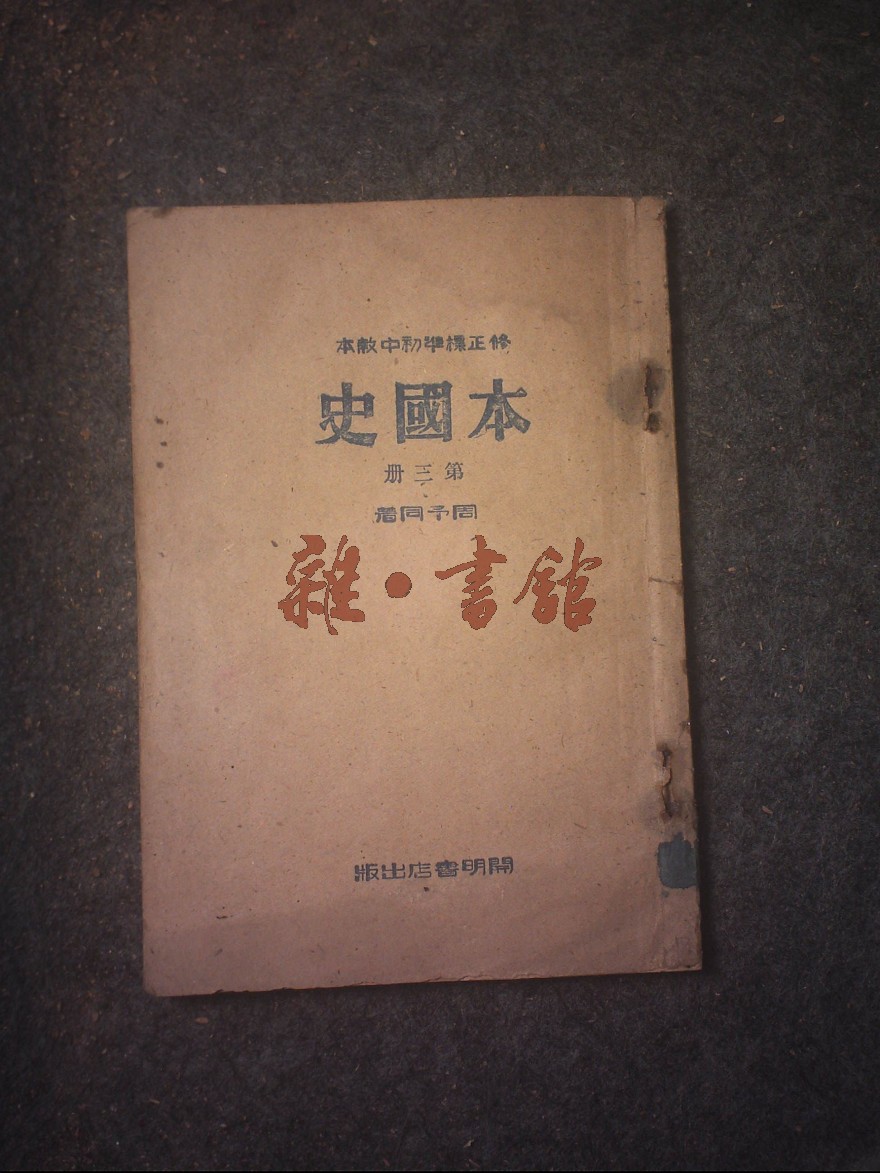 修正標準初中教本
本國史
第三册
周予同著
雜·書館
開明書店出版